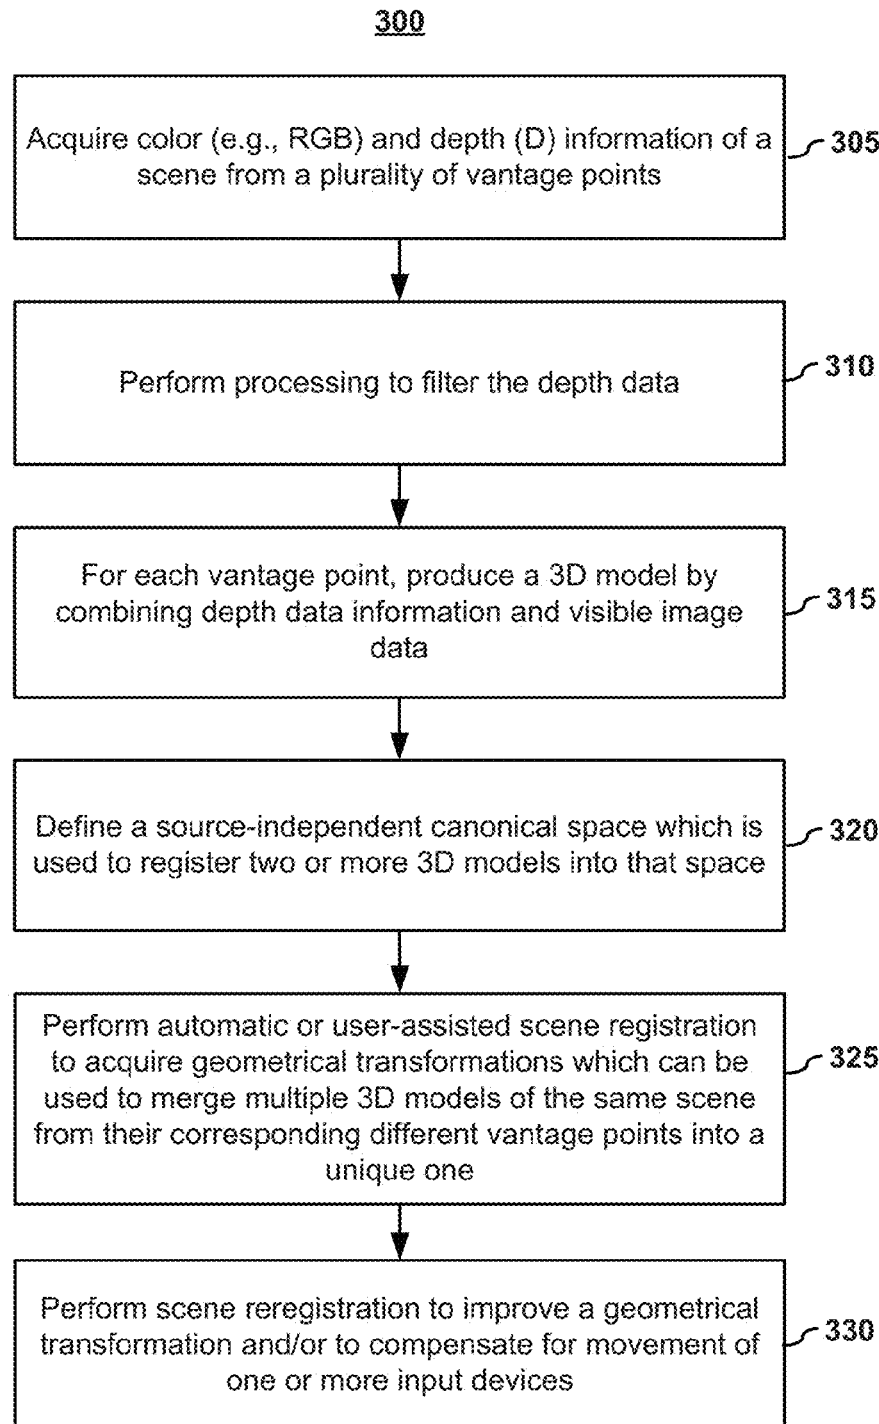 300
Acquire color (e.g., RGB) and depth (D) information of a
scene from a plurality of vantage points
305
Perform processing to filter the depth data
310
For each vantage point, produce a 3D model by
combining depth data information and visible image
data
315
Define a source-independent canonical space which is
used to register two or more 3D models into that space
320
Perform automatic or user-assisted scene registration
to acquire geometrical transformations which can be
used to merge multiple 3D models of the same scene
from their corresponding different vantage points into a
unique one
325
Perform scene reregistration to improve a geometrical
transformation and/or to compensate for movement of
one or more input devices
330